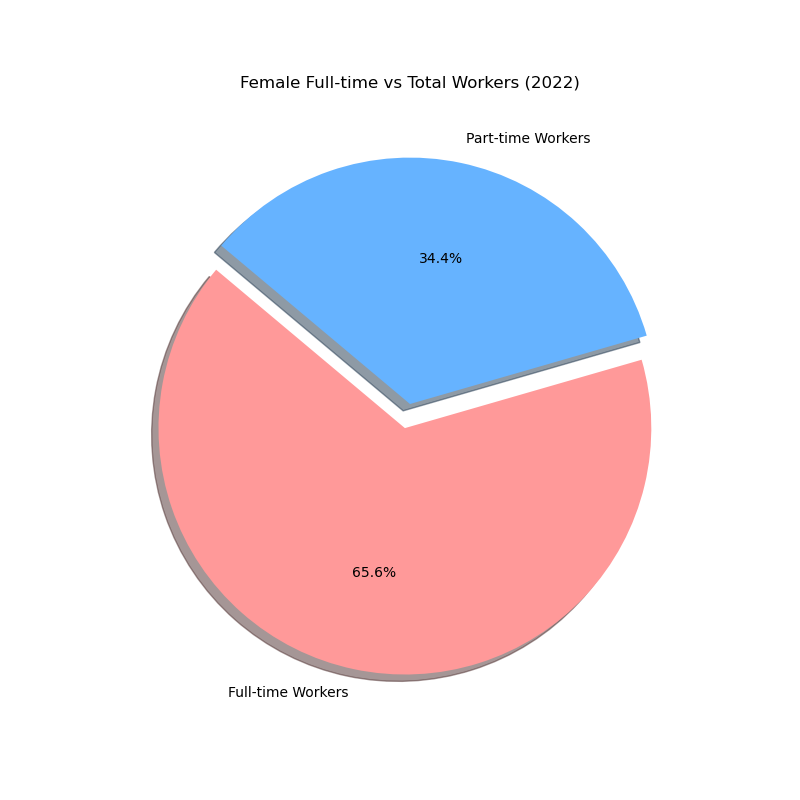 Female Full-time vs Total Workers (2022)
Part-time Workers
34.4%
65.6%
Full-time Workers